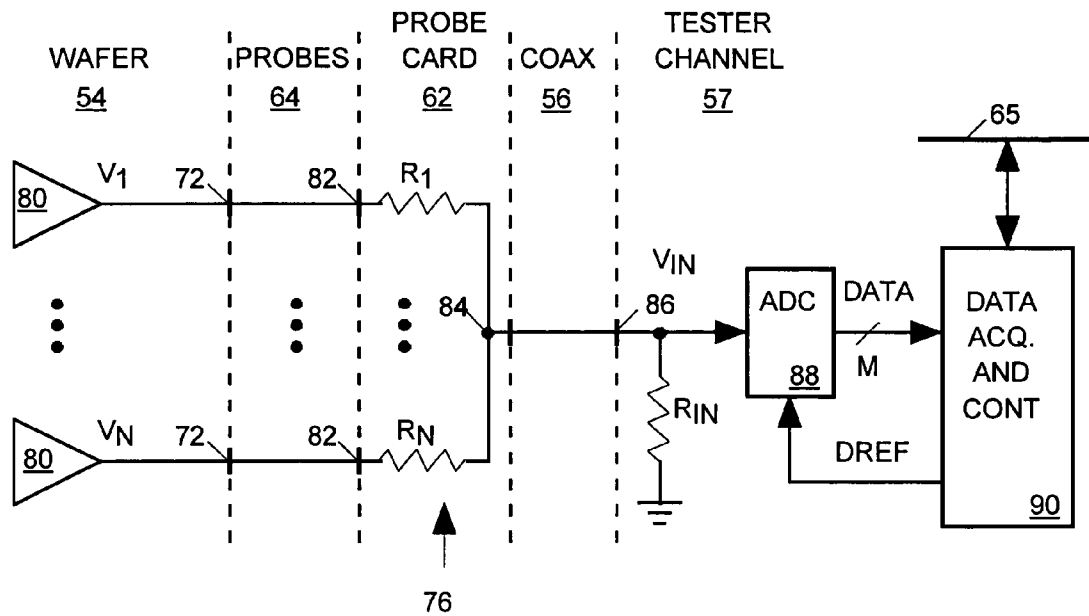 WAFER
54
PROBES
64
PROBE
CARD
62
COAX
56
TESTER
CHANNEL
57
65
80
V1
72
82
R1
VIN
84
86
ADC
88
DATA
M
DREF
DATA
ACQ.
AND
CONT
90
RIN
80
VN
72
82
RN
76